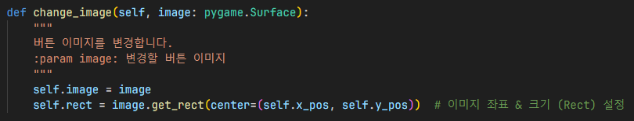 def change_image(self, image: pygame.Surface):
    """
    버튼 이미지를 변경합니다.
    :param image: 변경할 버튼 이미지
    """
    self.image = image
    self.rect = image.get_rect(center=(self.x_pos, self.y_pos))  # 이미지 좌표 & 크기 (Rect) 설정